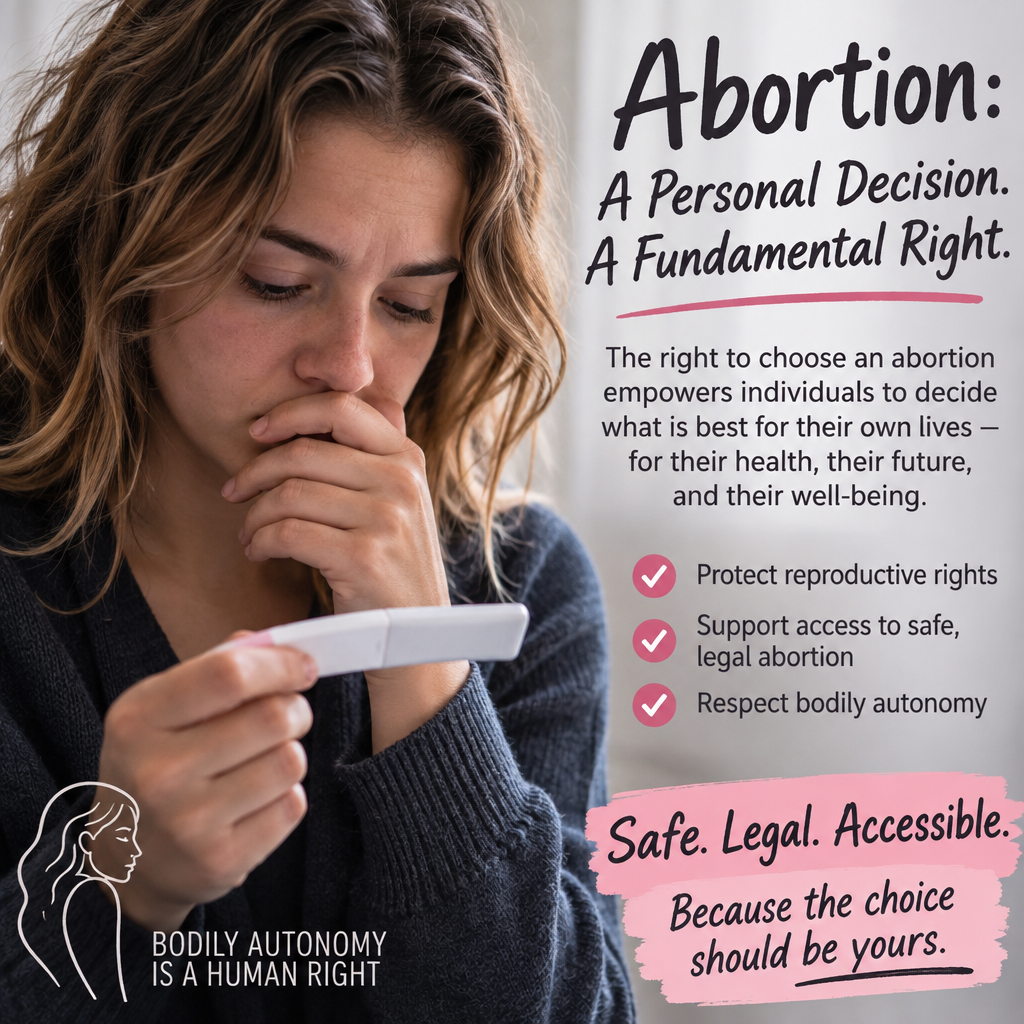 Abortion:
A Personal Decision.
A Fundamental Right.
The right to choose an abortion
empowers individuals to decide
what is best for their own lives –
for their health, their future,
and their well-being.
Protect reproductive rights
Support access to safe,
legal abortion
Respect bodily autonomy
Safe. Legal. Accessible.
Because the choice
should be yours.
BODILY AUTONOMY
IS A HUMAN RIGHT